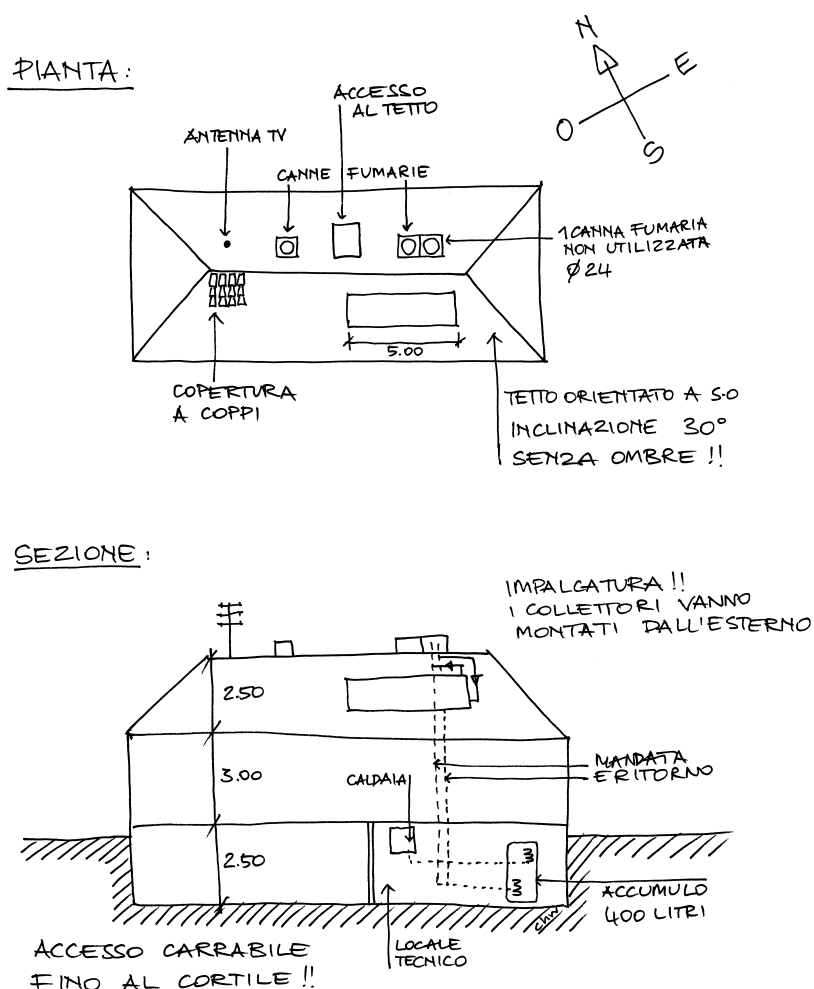 PIANTA:
N
E
O
S
ACCESSO
AL TETTO
ANTENNA TV
CANNE FUMARIE
1 CANNA FUMARIA
NON UTILIZZATA
Ø 24
5.00
COPERTURA
A COPPI
TETTO ORIENTATO A S-O
INCLINAZIONE 30°
SENZA OMBRE !!
SEZIONE:
IMPALCATURA !!
I COLLETTORI VANNO
MONTATI DALL'ESTERNO
2.50
3.00
CALDAIA
MANDATA
E RITORNO
2.50
ACCUMULO
400 LITRI
chw
LOCALE
TECNICO
ACCESSO CARRABILE
FINO AL CORTILE !!